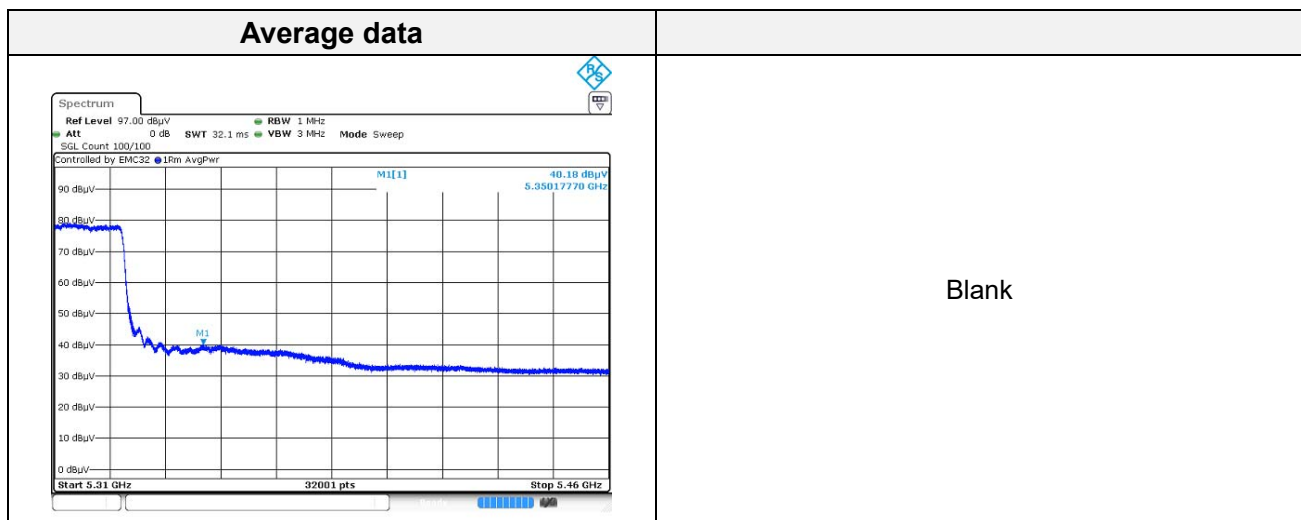 Average data
R&S
Spectrum
Ref Level 97.00 dBµV RBW 1 MHz
Att 0 dB SWT 32.1 ms VBW 3 MHz Mode Sweep
SGL Count 100/100
Controlled by EMC32 1Rm AvgPwr
M1[1] 40.18 dBµV
5.35017770 GHz
90 dBµV
80 dBµV
70 dBµV
60 dBµV
50 dBµV
M1
40 dBµV
30 dBµV
20 dBµV
10 dBµV
0 dBµV
Start 5.31 GHz 32001 pts Stop 5.46 GHz
Blank